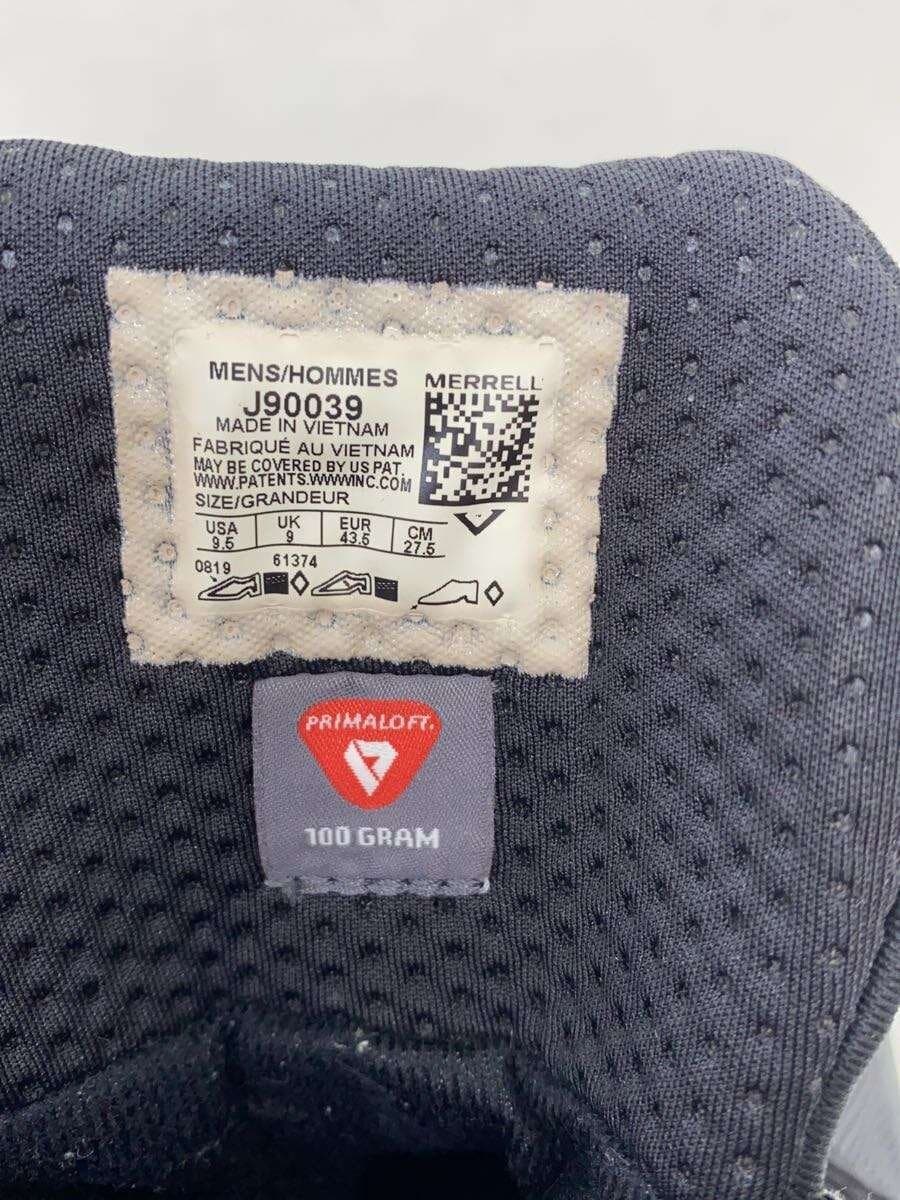 MENS/HOMMES
MERRELL
J90039
MADE IN VIETNAM
FABRIQUÉ AU VIETNAM
MAY BE COVERED BY US PAT.
WWW.PATENTS.WWWINC.COM
SIZE/GRANDEUR
USA UK EUR CM
9.5 9 43.5 27.5
0819 61374
PRIMALOFT.
100 GRAM